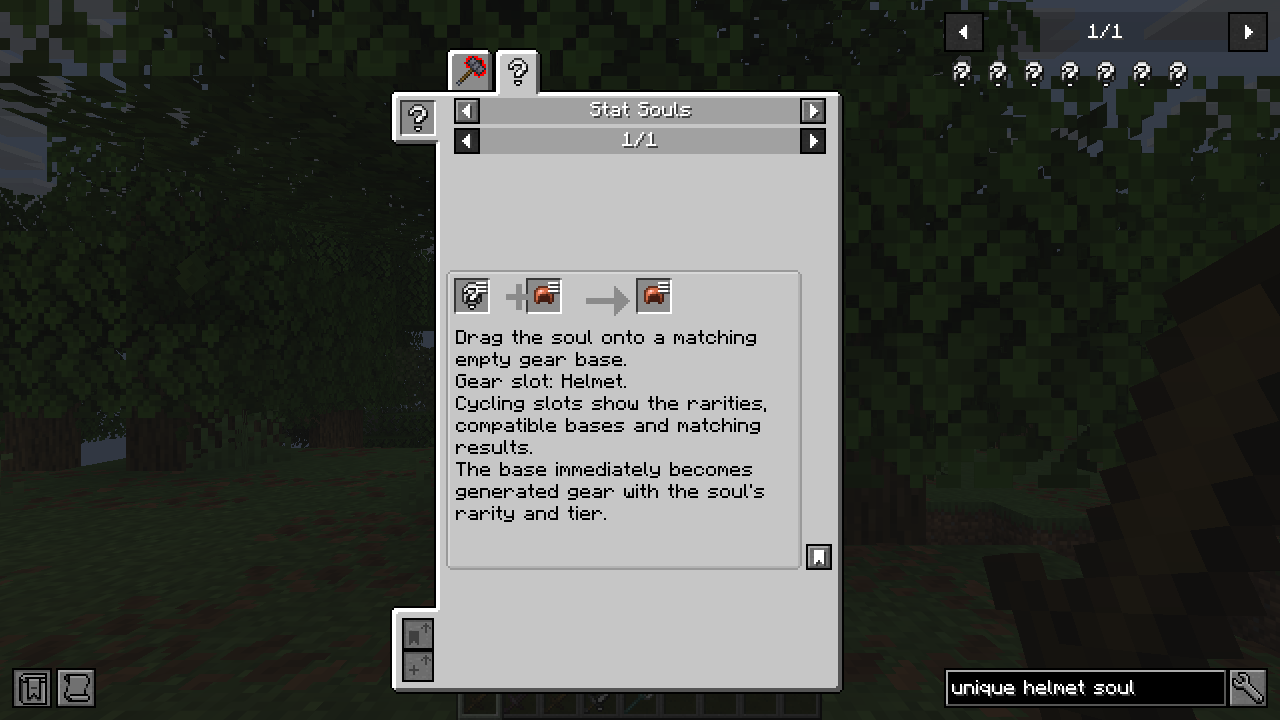 1/1
Stat Souls
1/1
Drag the soul onto a matching
empty gear base.
Gear slot: Helmet.
Cycling slots show the rarities,
compatible bases and matching
results.
The base immediately becomes
generated gear with the soul's
rarity and tier.
unique helmet soul